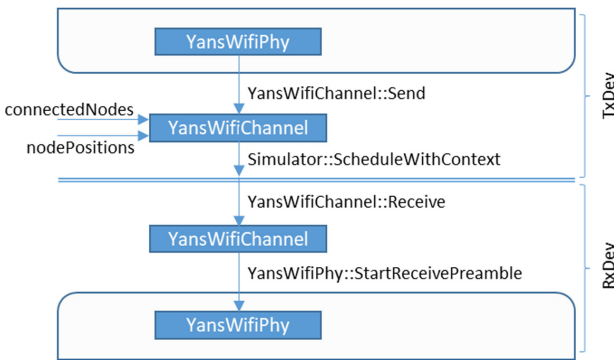 YansWifiPhy
YansWifiChannel::Send
connectedNodes
YansWifiChannel
nodePositions
Simulator::ScheduleWithContext
TxDev
YansWifiChannel::Receive
YansWifiChannel
YansWifiPhy::StartReceivePreamble
YansWifiPhy
RxDev